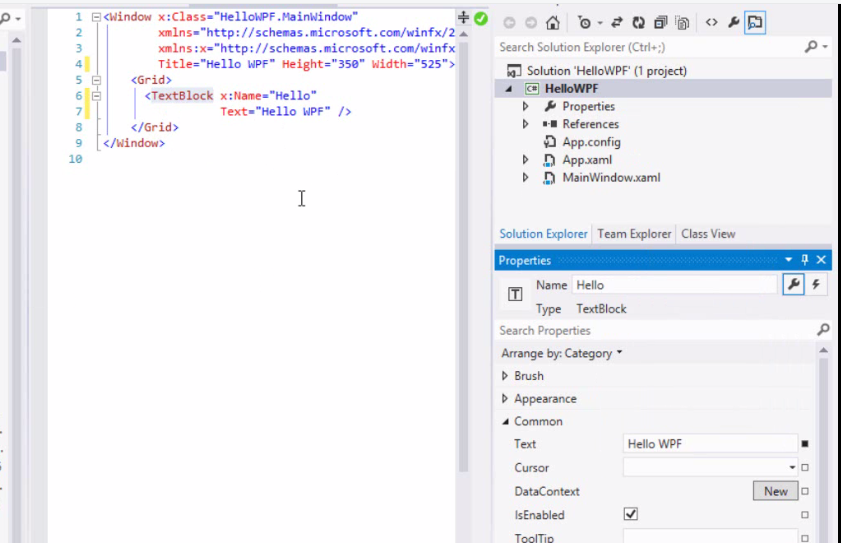 1 <Window x:Class="HelloWPF.MainWindow"
2 xmlns="http://schemas.microsoft.com/winfx/2
3 xmlns:x="http://schemas.microsoft.com/winfx
4 Title="Hello WPF" Height="350" Width="525">
5 <Grid>
6 <TextBlock x:Name="Hello"
7 Text="Hello WPF" />
8 </Grid>
9 </Window>
10
Search Solution Explorer (Ctrl+;)
Solution 'HelloWPF' (1 project)
C# HelloWPF
Properties
References
App.config
App.xaml
MainWindow.xaml
Solution Explorer Team Explorer Class View
Properties
Name Hello
Type TextBlock
Search Properties
Arrange by: Category
Brush
Appearance
Common
Text Hello WPF
Cursor
DataContext New
IsEnabled
ToolTip